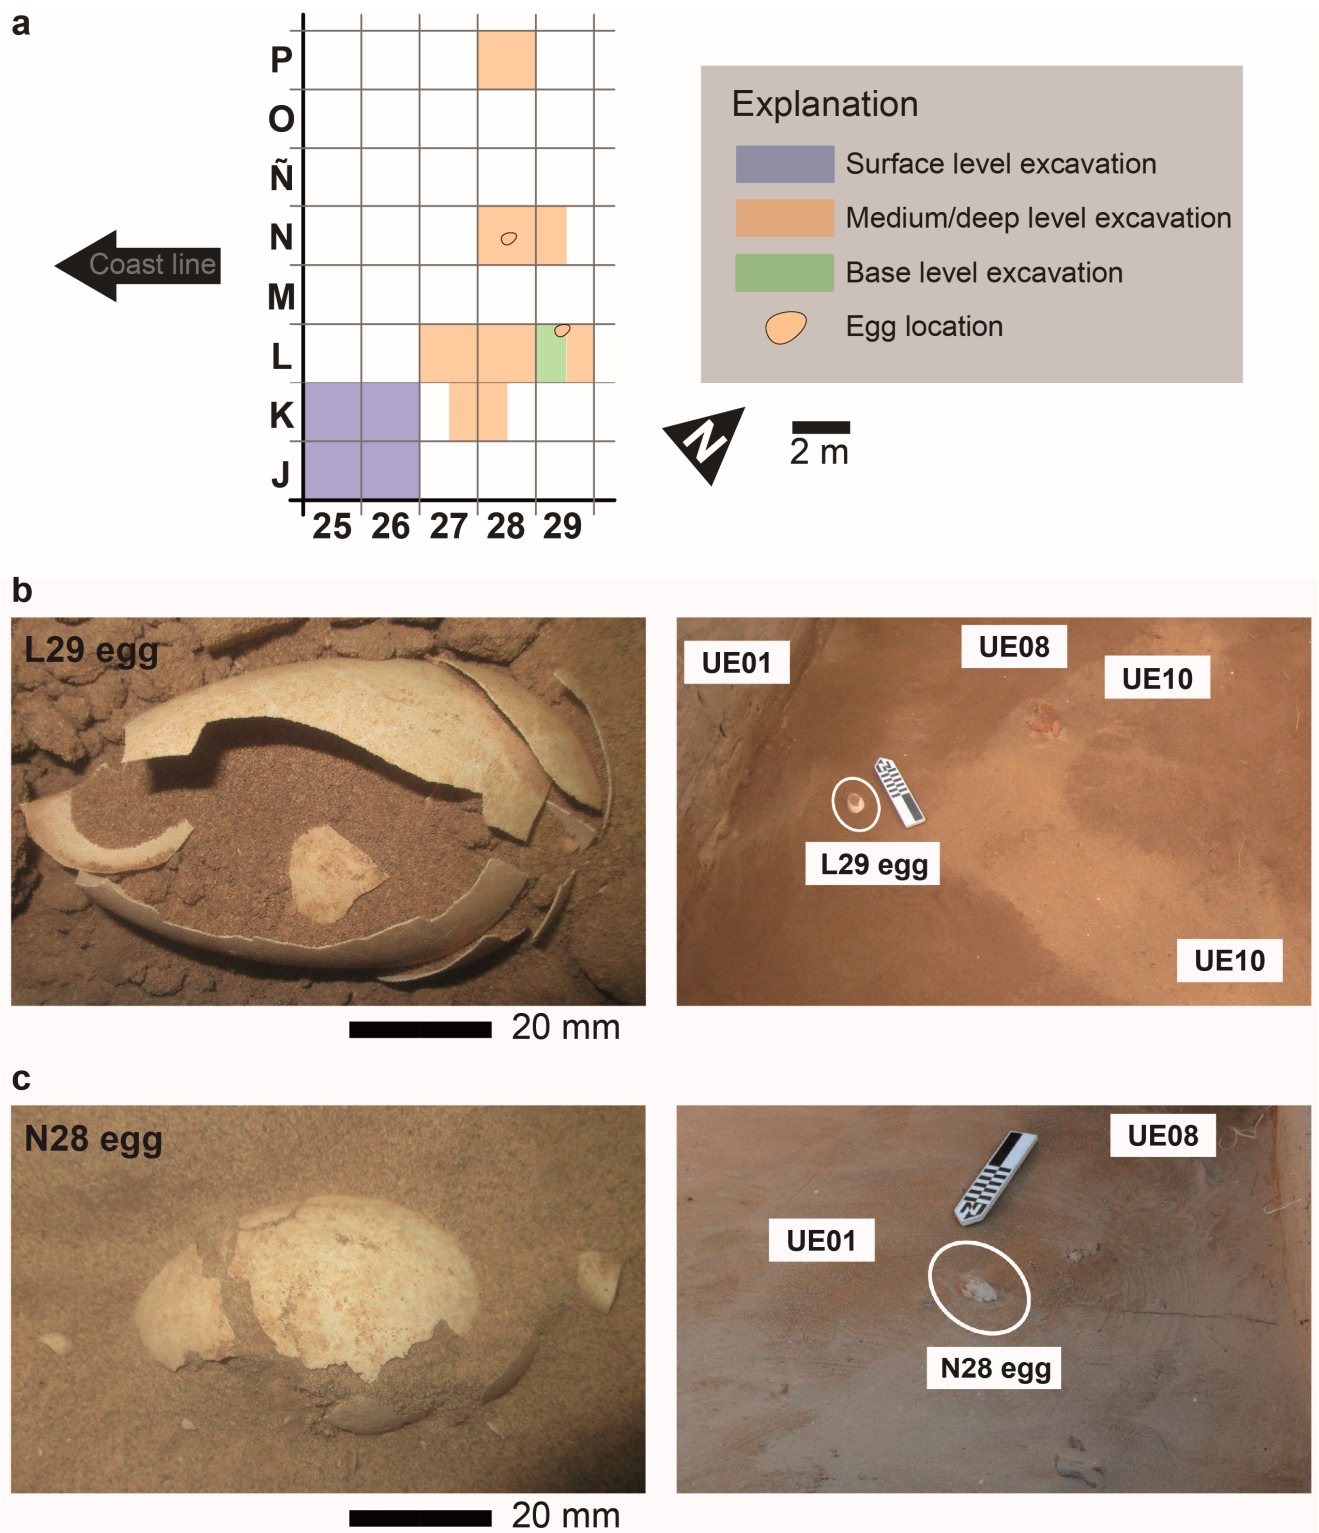 a
P
O
Ñ
N
M
L
K
J
25 26 27 28 29
Coast line
Explanation
Surface level excavation
Medium/deep level excavation
Base level excavation
Egg location
N
2 m
b
L29 egg
UE01
UE08
UE10
L29 egg
UE10
20 mm
c
N28 egg
UE08
UE01
N28 egg
20 mm